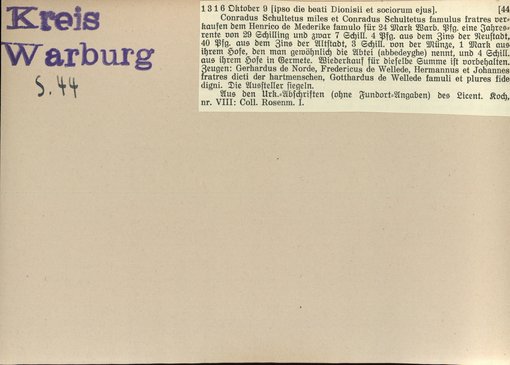 Kreis
Warburg
S. 44
1316 Oktober 9 [ipso die beati Dionisii et sociorum ejus]. [44
Conradus Schultetus miles et Conradus Schultetus famulus fratres ver-
kaufen dem Henrico de Mederike famulo für 24 Mark Warb. Pfg. eine Jahres-
rente von 29 Schilling und zwar 7 Schill. 4 Pfg. aus dem Zins der Neustadt,
40 Pfg. aus dem Zins der Altstadt, 3 Schill. von der Münze, 1 Mark aus
ihrem Hofe, den man gewöhnlich die Abtei (abbedeyghe) nennt, und 4 Schill.
aus ihrem Hofe in Germete. Wiederkauf für dieselbe Summe ist vorbehalten.
Zeugen: Gerhardus de Norde, Fredericus de Wellede, Hermannus et Johannes
fratres dicti der hartmenschen, Gotthardus de Wellede famuli et plures fide
digni. Die Aussteller siegeln.
Aus den Urk.-Abschriften (ohne Fundort-Angaben) des Licent. Koch,
nr. VIII: Coll. Rosenm. I.